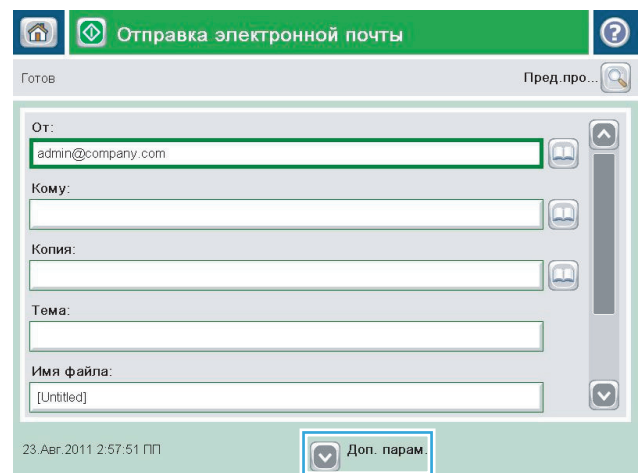 Отправка электронной почты
?
Готов
Пред.про...
От:
admin@company.com
Кому:
Копия:
Тема:
Имя файла:
[Untitled]
23.Авг.2011 2:57:51 ПП
Доп. парам.